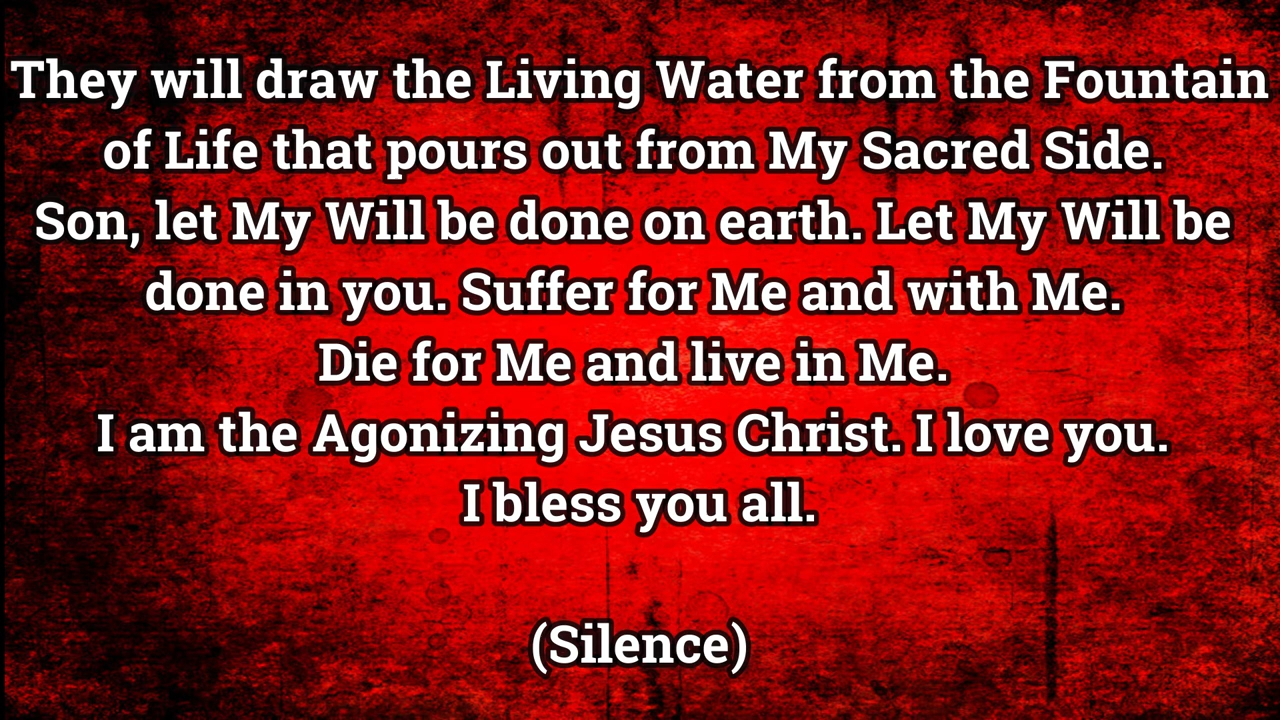 They will draw the Living Water from the Fountain
of Life that pours out from My Sacred Side.
Son, let My Will be done on earth. Let My Will be
done in you. Suffer for Me and with Me.
Die for Me and live in Me.
I am the Agonizing Jesus Christ. I love you.
I bless you all.
(Silence)